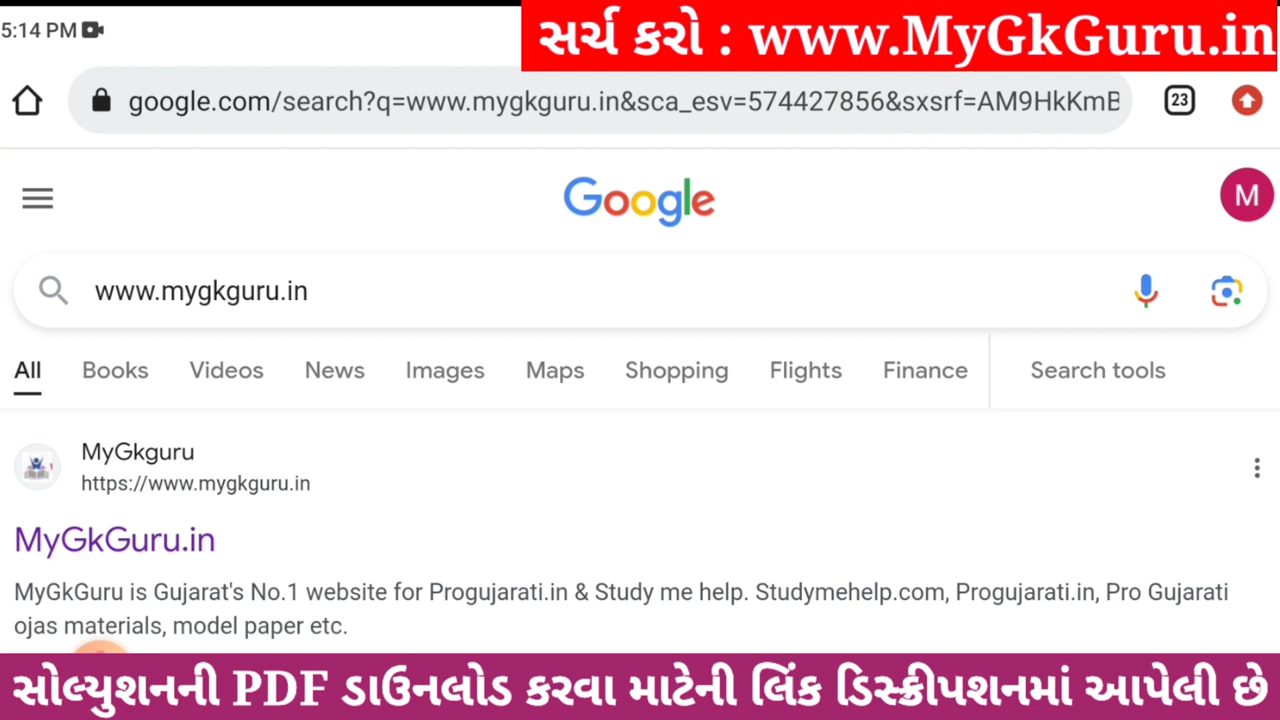 5:14 PM
સર્ચ કરો : www.MyGkGuru.in
google.com/search?q=www.mygkguru.in&sca_esv=574427856&sxsrf=AM9HkKmB
23
Google
M
www.mygkguru.in
All Books Videos News Images Maps Shopping Flights Finance Search tools
MyGkguru
https://www.mygkguru.in
MyGkGuru.in
MyGkGuru is Gujarat's No.1 website for Progujarati.in & Study me help. Studymehelp.com, Progujarati.in, Pro Gujarati
ojas materials, model paper etc.
સોલ્યુશનની PDF ડાઉનલોડ કરવા માટેની લિંક ડિસ્ક્રીપશનમાં આપેલી છે